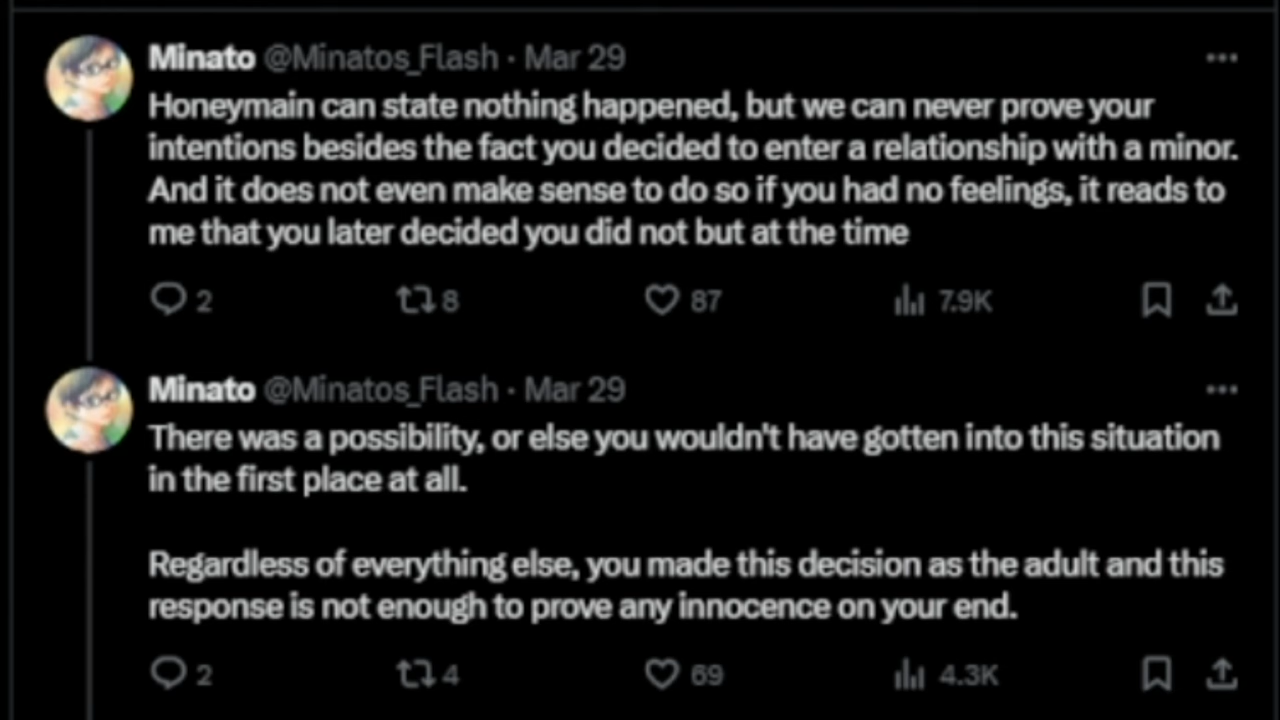 Minato @Minatos_Flash · Mar 29
Honeymain can state nothing happened, but we can never prove your
intentions besides the fact you decided to enter a relationship with a minor.
And it does not even make sense to do so if you had no feelings, it reads to
me that you later decided you did not but at the time
2 8 87 7.9K
Minato @Minatos_Flash · Mar 29
There was a possibility, or else you wouldn't have gotten into this situation
in the first place at all.
Regardless of everything else, you made this decision as the adult and this
response is not enough to prove any innocence on your end.
2 4 69 4.3K